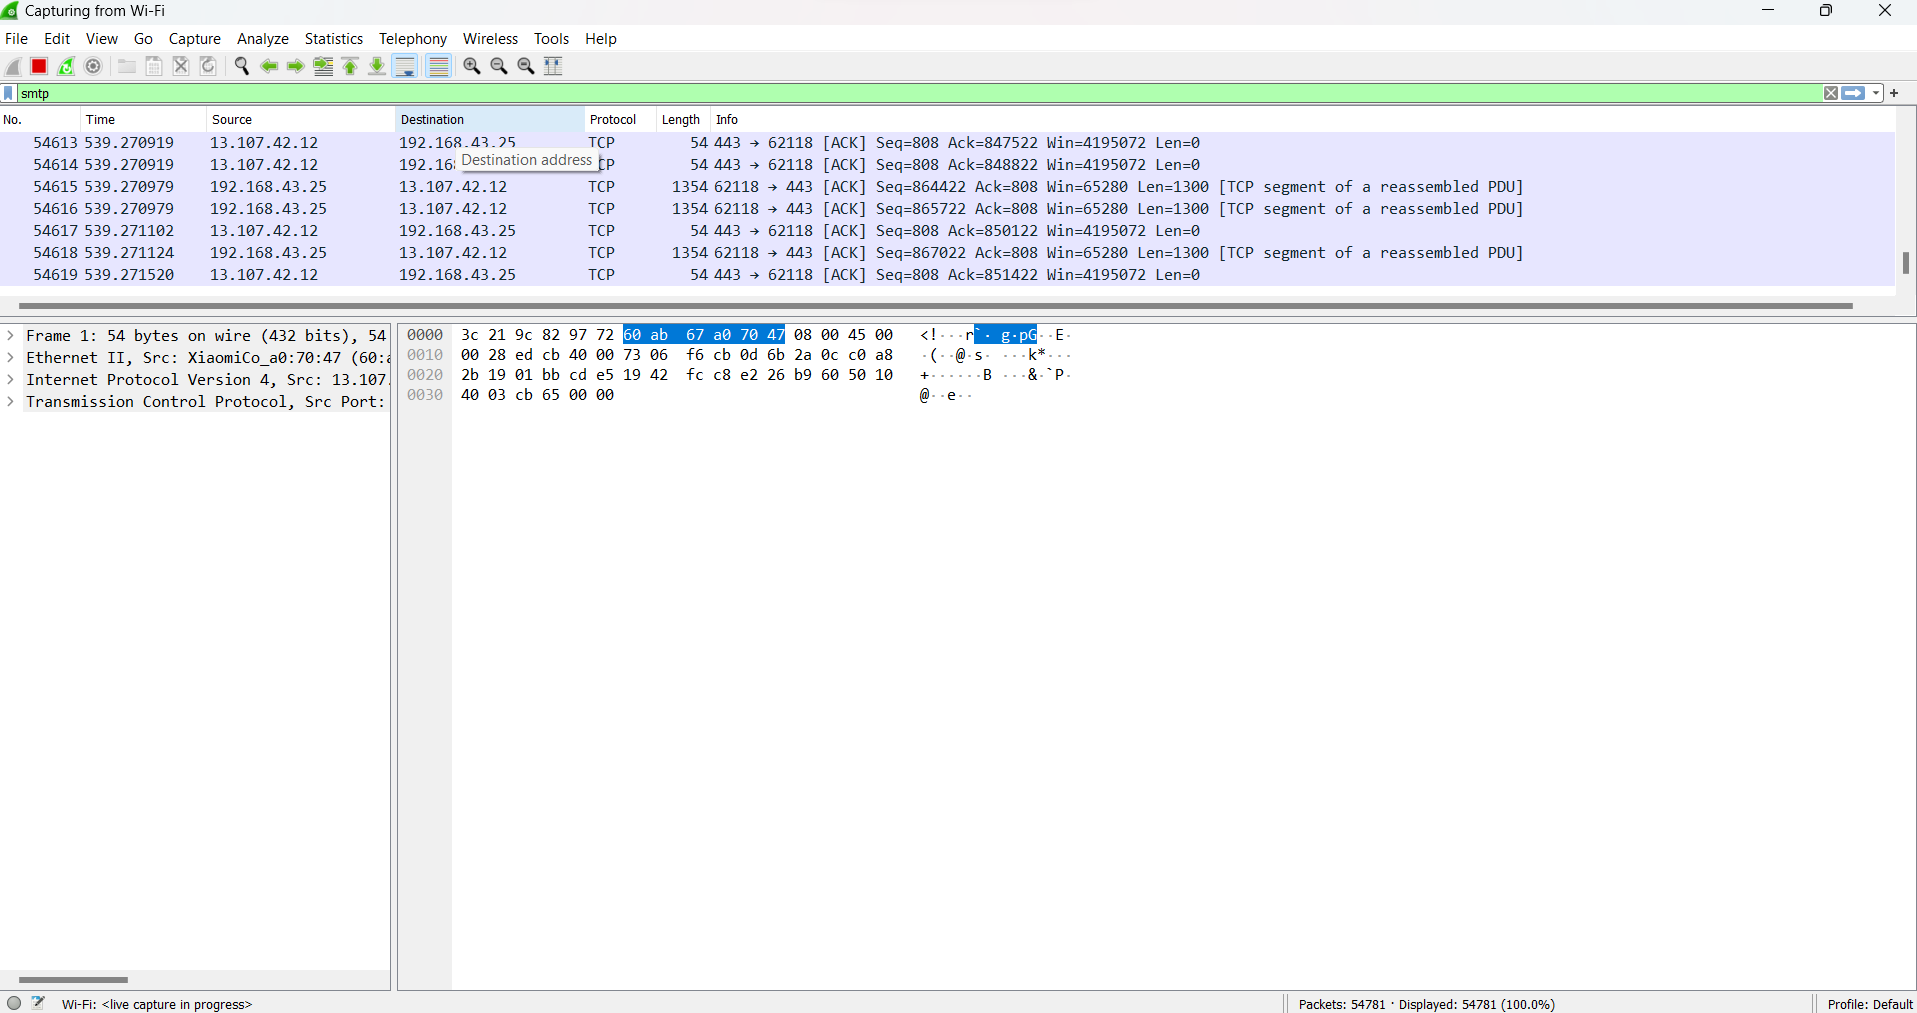 Capturing from Wi-Fi
File Edit View Go Capture Analyze Statistics Telephony Wireless Tools Help
smtp
No. Time Source Destination Protocol Length Info
54613 539.270919 13.107.42.12 192.168.43.25 TCP 54 443 → 62118 [ACK] Seq=808 Ack=847522 Win=4195072 Len=0
54614 539.270919 13.107.42.12 192.16 TCP 54 443 → 62118 [ACK] Seq=808 Ack=848822 Win=4195072 Len=0
Destination address
54615 539.270979 192.168.43.25 13.107.42.12 TCP 1354 62118 → 443 [ACK] Seq=864422 Ack=808 Win=65280 Len=1300 [TCP segment of a reassembled PDU]
54616 539.270979 192.168.43.25 13.107.42.12 TCP 1354 62118 → 443 [ACK] Seq=865722 Ack=808 Win=65280 Len=1300 [TCP segment of a reassembled PDU]
54617 539.271102 13.107.42.12 192.168.43.25 TCP 54 443 → 62118 [ACK] Seq=808 Ack=850122 Win=4195072 Len=0
54618 539.271124 192.168.43.25 13.107.42.12 TCP 1354 62118 → 443 [ACK] Seq=867022 Ack=808 Win=65280 Len=1300 [TCP segment of a reassembled PDU]
54619 539.271520 13.107.42.12 192.168.43.25 TCP 54 443 → 62118 [ACK] Seq=808 Ack=851422 Win=4195072 Len=0
Frame 1: 54 bytes on wire (432 bits), 54
Ethernet II, Src: XiaomiCo_a0:70:47 (60:a
Internet Protocol Version 4, Src: 13.107.
Transmission Control Protocol, Src Port:
0000 3c 21 9c 82 97 72 60 ab 67 a0 70 47 08 00 45 00 <!···r`· g·pG··E·
0010 00 28 ed cb 40 00 73 06 f6 cb 0d 6b 2a 0c c0 a8 ·(··@·s· ···k*···
0020 2b 19 01 bb cd e5 19 42 fc c8 e2 26 b9 60 50 10 +······B ···&·`P·
0030 40 03 cb 65 00 00 @··e··
Wi-Fi: <live capture in progress>
Packets: 54781 · Displayed: 54781 (100.0%)
Profile: Default